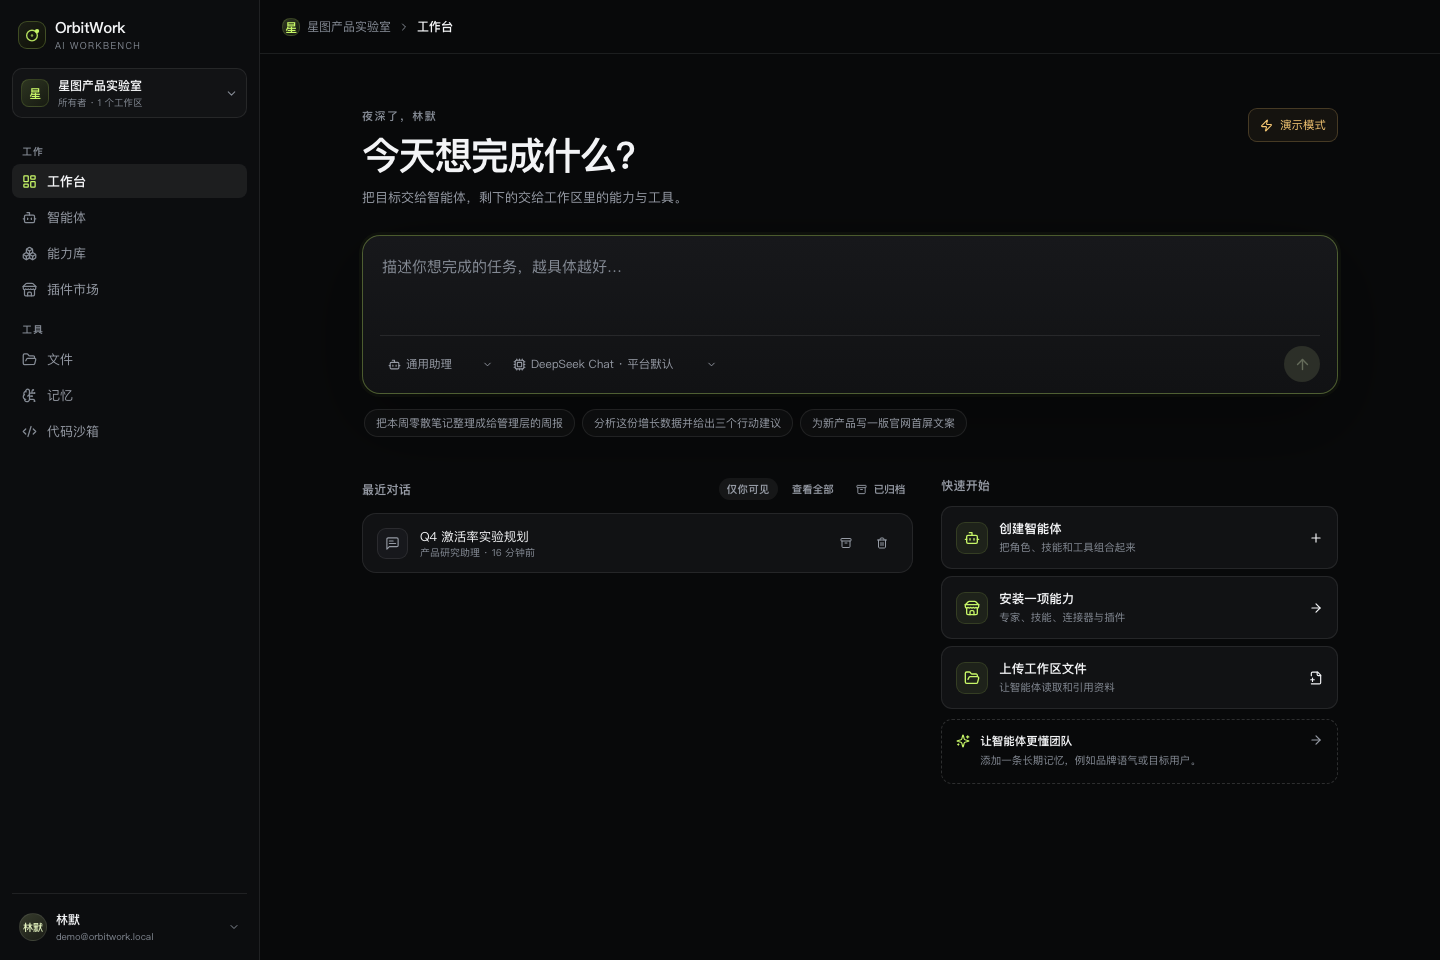 OrbitWork
AI WORKBENCH
星
星图产品实验室
所有者 · 1 个工作区
工作
工作台
智能体
能力库
插件市场
工具
文件
记忆
代码沙箱
林默
林默
demo@orbitwork.local
星 星图产品实验室 工作台
夜深了，林默
演示模式
今天想完成什么?
把目标交给智能体，剩下的交给工作区里的能力与工具。
描述你想完成的任务，越具体越好...
通用助理 DeepSeek Chat · 平台默认
把本周零散笔记整理成给管理层的周报 分析这份增长数据并给出三个行动建议 为新产品写一版官网首屏文案
最近对话 仅你可见 查看全部 已归档
Q4 激活率实验规划
产品研究助理 · 16 分钟前
快速开始
创建智能体
把角色、技能和工具组合起来
安装一项能力
专家、技能、连接器与插件
上传工作区文件
让智能体读取和引用资料
让智能体更懂团队
添加一条长期记忆，例如品牌语气或目标用户。